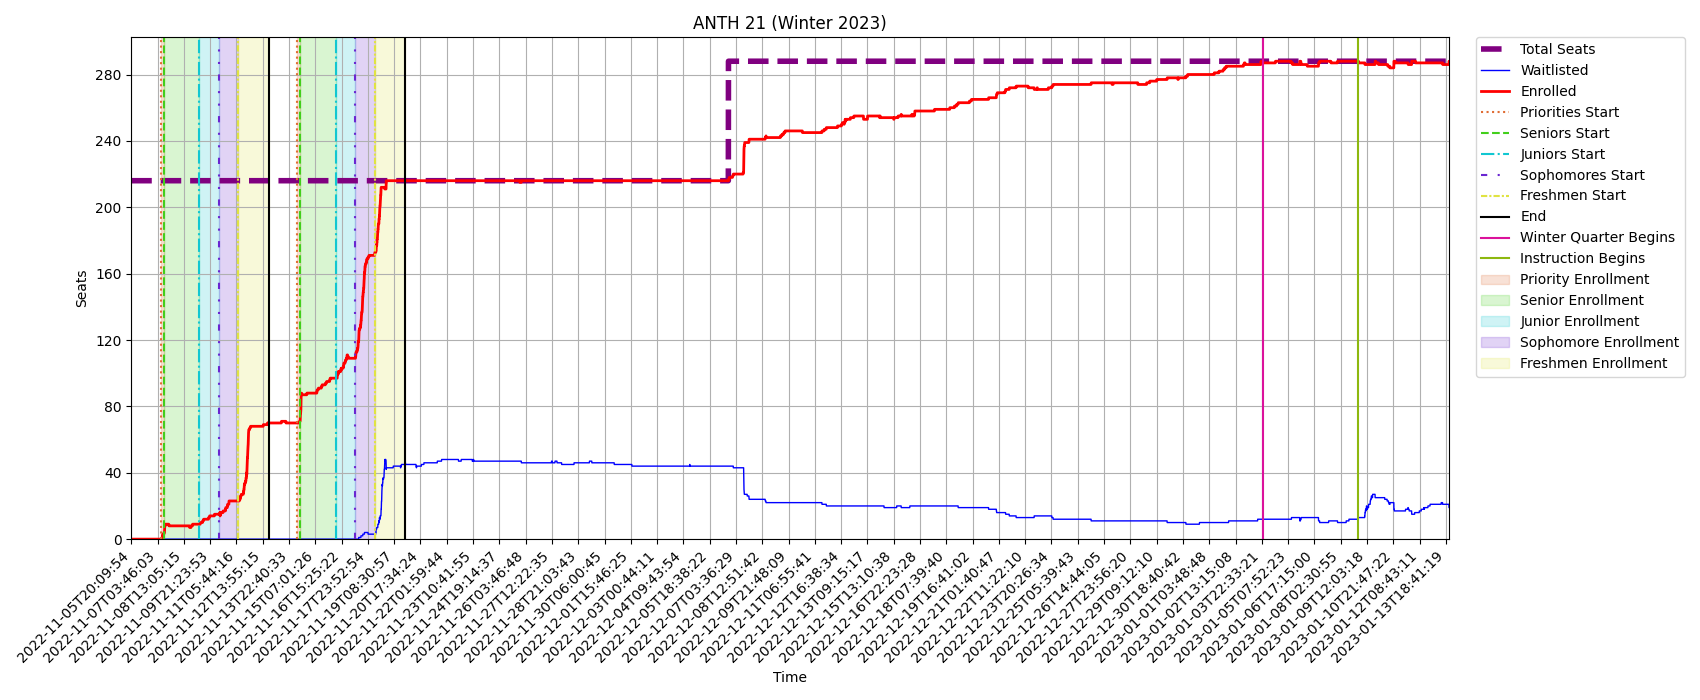 ANTH 21 (Winter 2023)
Seats
280
240
200
160
120
80
40
0
2022-11-05T20:09:54
2022-11-07T03:46:03
2022-11-08T13:05:15
2022-11-09T21:23:53
2022-11-11T05:44:16
2022-11-12T13:55:15
2022-11-13T22:40:33
2022-11-15T07:01:26
2022-11-16T15:25:22
2022-11-17T23:52:54
2022-11-19T08:30:57
2022-11-20T17:34:24
2022-11-22T01:59:44
2022-11-23T10:41:55
2022-11-24T19:14:37
2022-11-26T03:46:48
2022-11-27T12:22:35
2022-11-28T21:03:43
2022-11-30T06:00:45
2022-12-01T15:46:25
2022-12-03T00:44:11
2022-12-04T09:43:54
2022-12-05T18:38:22
2022-12-07T03:36:29
2022-12-08T12:51:42
2022-12-09T21:48:09
2022-12-11T06:55:41
2022-12-12T16:38:34
2022-12-13T09:15:17
2022-12-15T13:10:38
2022-12-16T22:23:28
2022-12-18T07:39:40
2022-12-19T16:41:02
2022-12-21T01:40:47
2022-12-22T11:22:10
2022-12-23T20:26:34
2022-12-25T05:39:43
2022-12-26T14:44:05
2022-12-27T23:56:20
2022-12-29T09:12:10
2022-12-30T18:40:42
2023-01-01T03:48:48
2023-01-02T13:15:08
2023-01-03T22:33:21
2023-01-05T07:52:23
2023-01-06T17:15:00
2023-01-08T02:30:55
2023-01-09T12:03:18
2023-01-10T21:47:22
2023-01-12T08:43:11
2023-01-13T18:41:19
Time
Total Seats
Waitlisted
Enrolled
Priorities Start
Seniors Start
Juniors Start
Sophomores Start
Freshmen Start
End
Winter Quarter Begins
Instruction Begins
Priority Enrollment
Senior Enrollment
Junior Enrollment
Sophomore Enrollment
Freshmen Enrollment